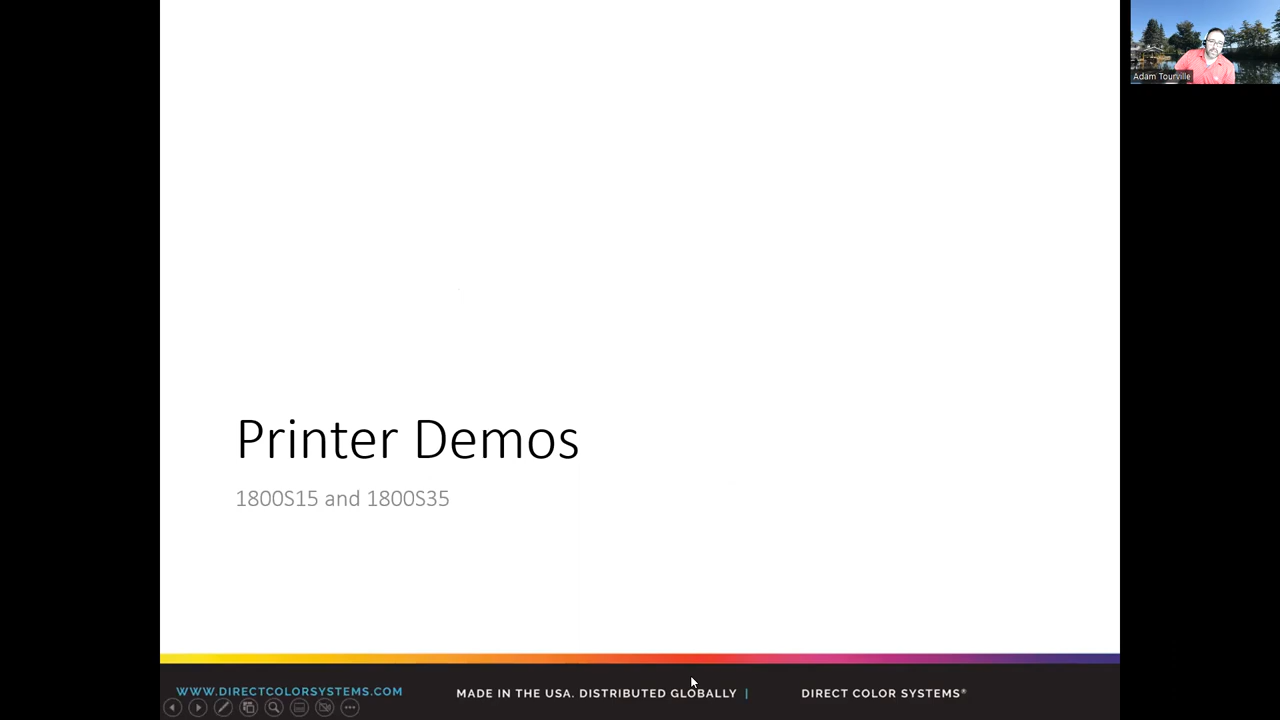 Adam Tourville
Printer Demos
1800S15 and 1800S35
WWW.DIRECTCOLORSYSTEMS.COM
MADE IN THE USA. DISTRIBUTED GLOBALLY |
DIRECT COLOR SYSTEMS®